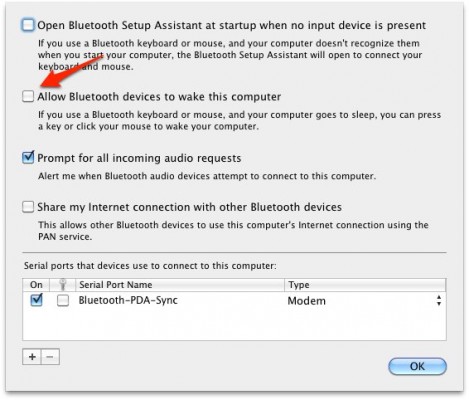 Open Bluetooth Setup Assistant at startup when no input device is present
If you use a Bluetooth keyboard or mouse, and your computer doesn't recognize them
when you start your computer, the Bluetooth Setup Assistant will open to connect your
keyboard and mouse.
Allow Bluetooth devices to wake this computer
If you use a Bluetooth keyboard or mouse, and your computer goes to sleep, you can press
a key or click your mouse to wake your computer.
Prompt for all incoming audio requests
Alert me when Bluetooth audio devices attempt to connect to this computer.
Share my Internet connection with other Bluetooth devices
This allows other Bluetooth devices to use this computer's Internet connection using the
PAN service.
Serial ports that devices use to connect to this computer:
On Serial Port Name Type
Bluetooth-PDA-Sync Modem
+ −
OK